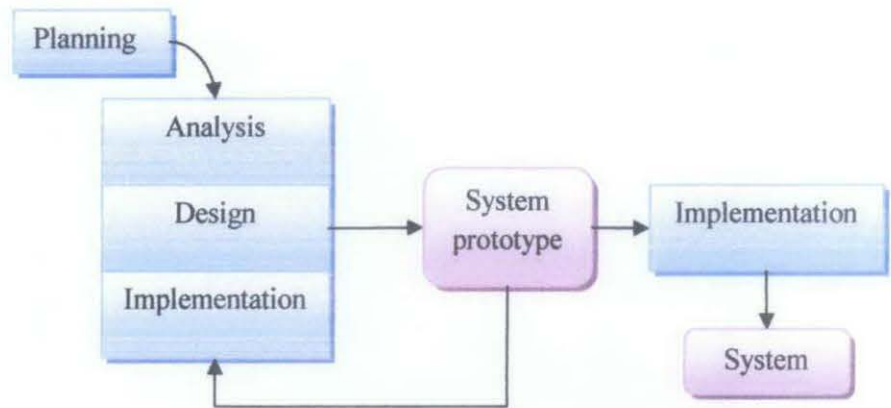 Planning
Analysis
Design
Implementation
System
prototype
Implementation
System